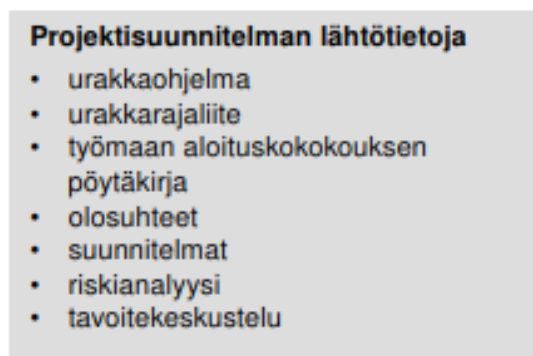 Projektisuunnitelman lähtötietoja
• urakkaohjelma
• urakkarajaliite
• työmaan aloituskokokouksen
pöytäkirja
• olosuhteet
• suunnitelmat
• riskianalyysi
• tavoitekeskustelu